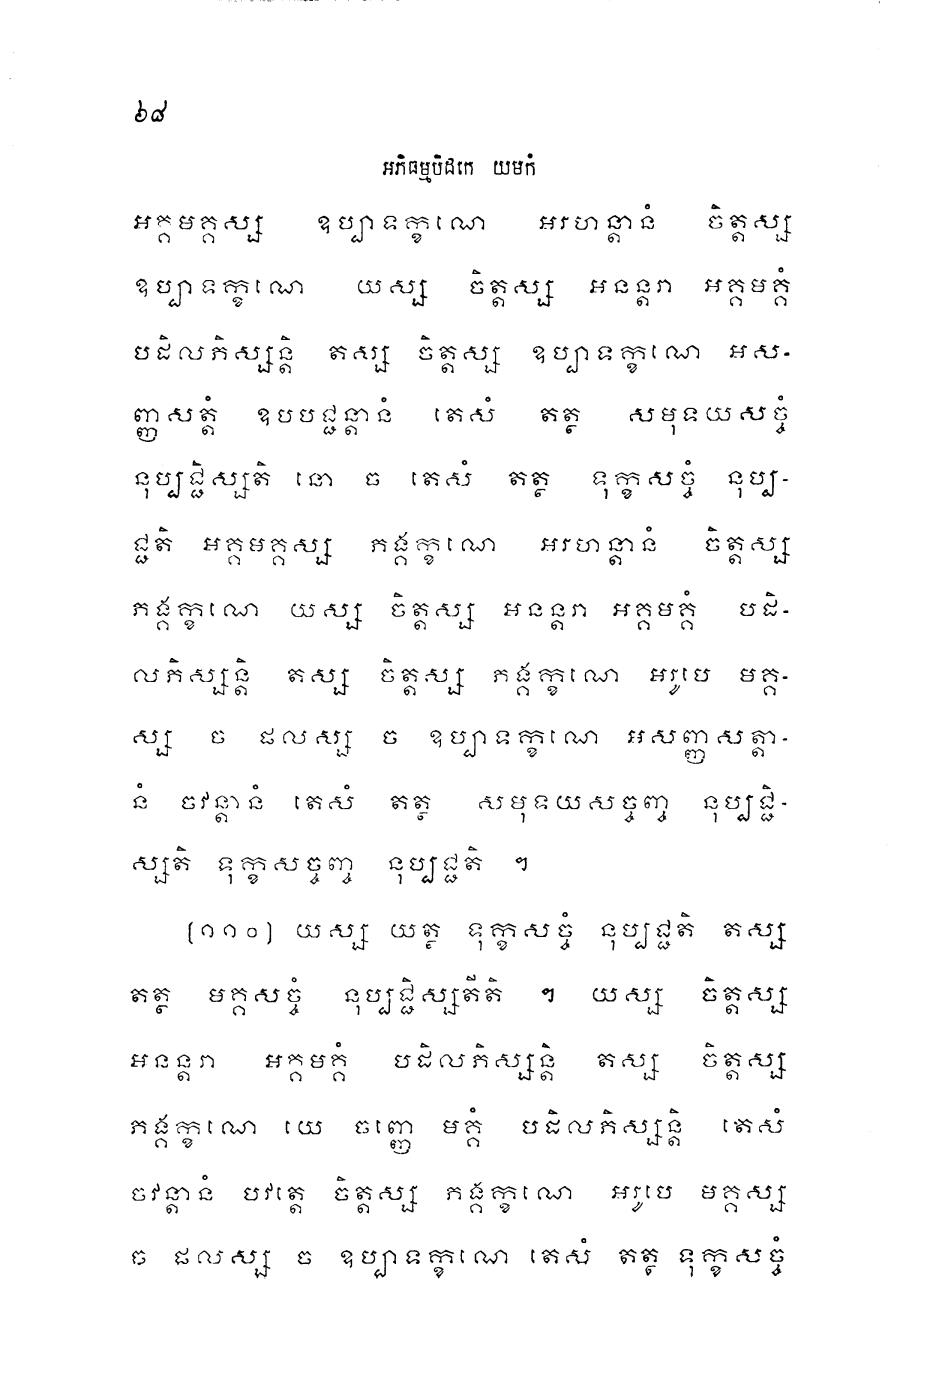 ៦៨
អភិធម្មបិដកេ យមកំ
អគ្គមគ្គស្ស ឧប្បាទក្ខណេ អរហន្តានំ ចិត្តស្ស
ឧប្បាទក្ខណេ យស្ស ចិត្តស្ស អនន្តរា អគ្គមគ្គំ
បដិលភិស្សន្តិ តស្ស ចិត្តស្ស ឧប្បាទក្ខណេ អស-
ញ្ញសត្តំ ឧបបជ្ជន្តានំ តេសំ តត្ថ សមុទយសច្ចំ
នុប្បជ្ជិស្សតិ នោ ច តេសំ តត្ថ ទុក្ខសច្ចំ នុប្ប-
ជ្ជតិ អគ្គមគ្គស្ស ភង្គក្ខណេ អរហន្តានំ ចិត្តស្ស
ភង្គក្ខណេ យស្ស ចិត្តស្ស អនន្តរា អគ្គមគ្គំ បដិ-
លភិស្សន្តិ តស្ស ចិត្តស្ស ភង្គក្ខណេ អរូបេ មគ្គ-
ស្ស ច ផលស្ស ច ឧប្បាទក្ខណេ អសញ្ញសត្តា-
នំ ចវន្តានំ តេសំ តត្ថ សមុទយសច្ចញ្ច នុប្បជ្ជិ-
ស្សតិ ទុក្ខសច្ចញ្ច នុប្បជ្ជតិ ។
[១១០] យស្ស យត្ថ ទុក្ខសច្ចំ នុប្បជ្ជតិ តស្ស
តត្ថ មគ្គសច្ចំ នុប្បជ្ជិស្សតីតិ ។ យស្ស ចិត្តស្ស
អនន្តរា អគ្គមគ្គំ បដិលភិស្សន្តិ តស្ស ចិត្តស្ស
ភង្គក្ខណេ យេ ចញ្ញេ មគ្គំ បដិលភិស្សន្តិ តេសំ
ចវន្តានំ បវត្តេ ចិត្តស្ស ភង្គក្ខណេ អរូបេ មគ្គស្ស
ច ផលស្ស ច ឧប្បាទក្ខណេ តេសំ តត្ថ ទុក្ខសច្ចំ